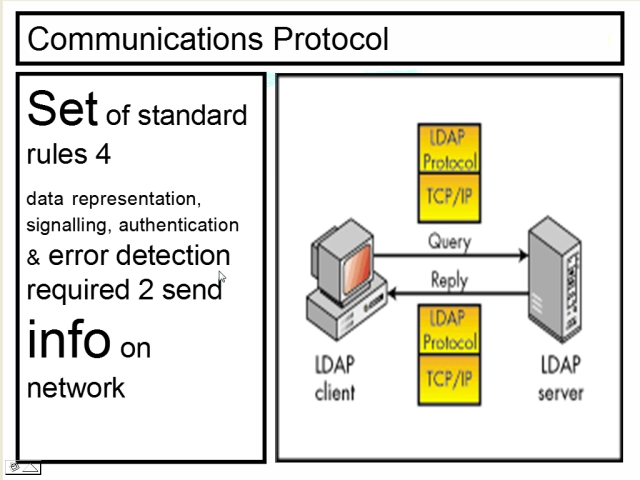 Communications Protocol
Set of standard
rules 4
data representation,
signalling, authentication
& error detection
required 2 send
info on
network
LDAP
Protocol
TCP/IP
Query
Reply
LDAP
Protocol
TCP/IP
LDAP
client
LDAP
server